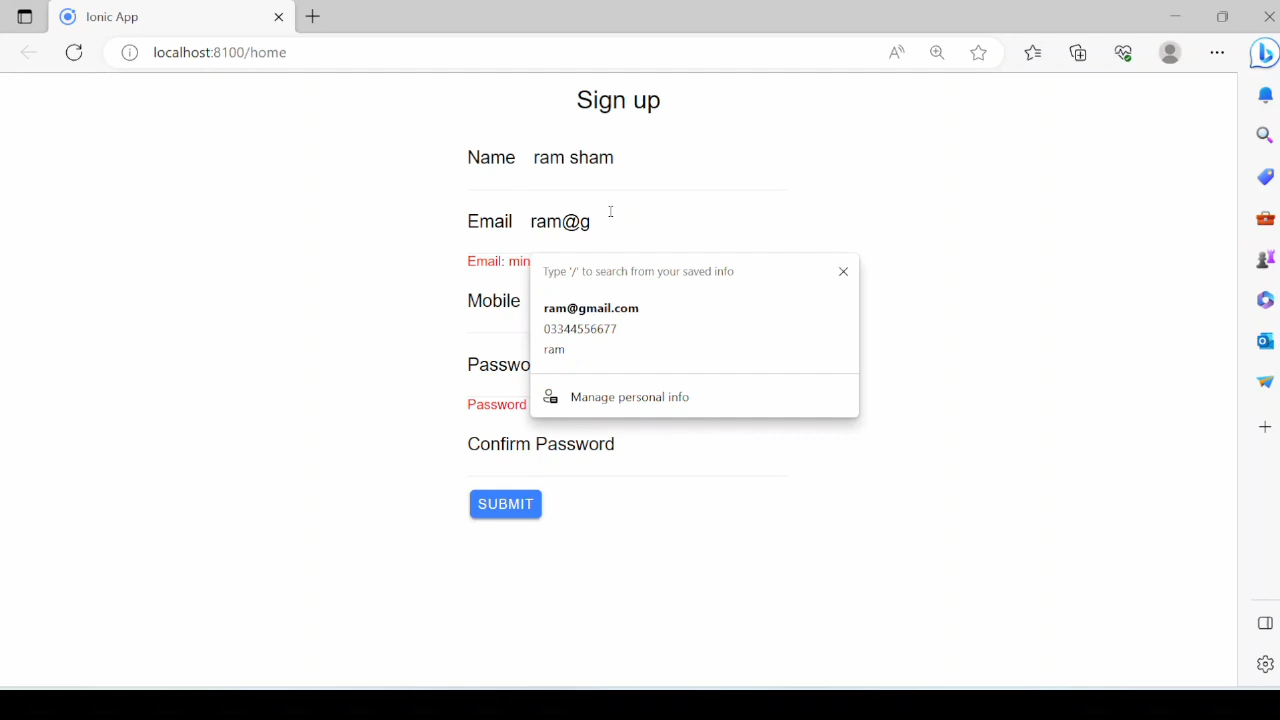 Ionic App
localhost:8100/home
Sign up
Name ram sham
Email ram@g
Email: min
Type '/' to search from your saved info
Mobile
ram@gmail.com
03344556677
ram
Passwo
Manage personal info
Password
Confirm Password
SUBMIT